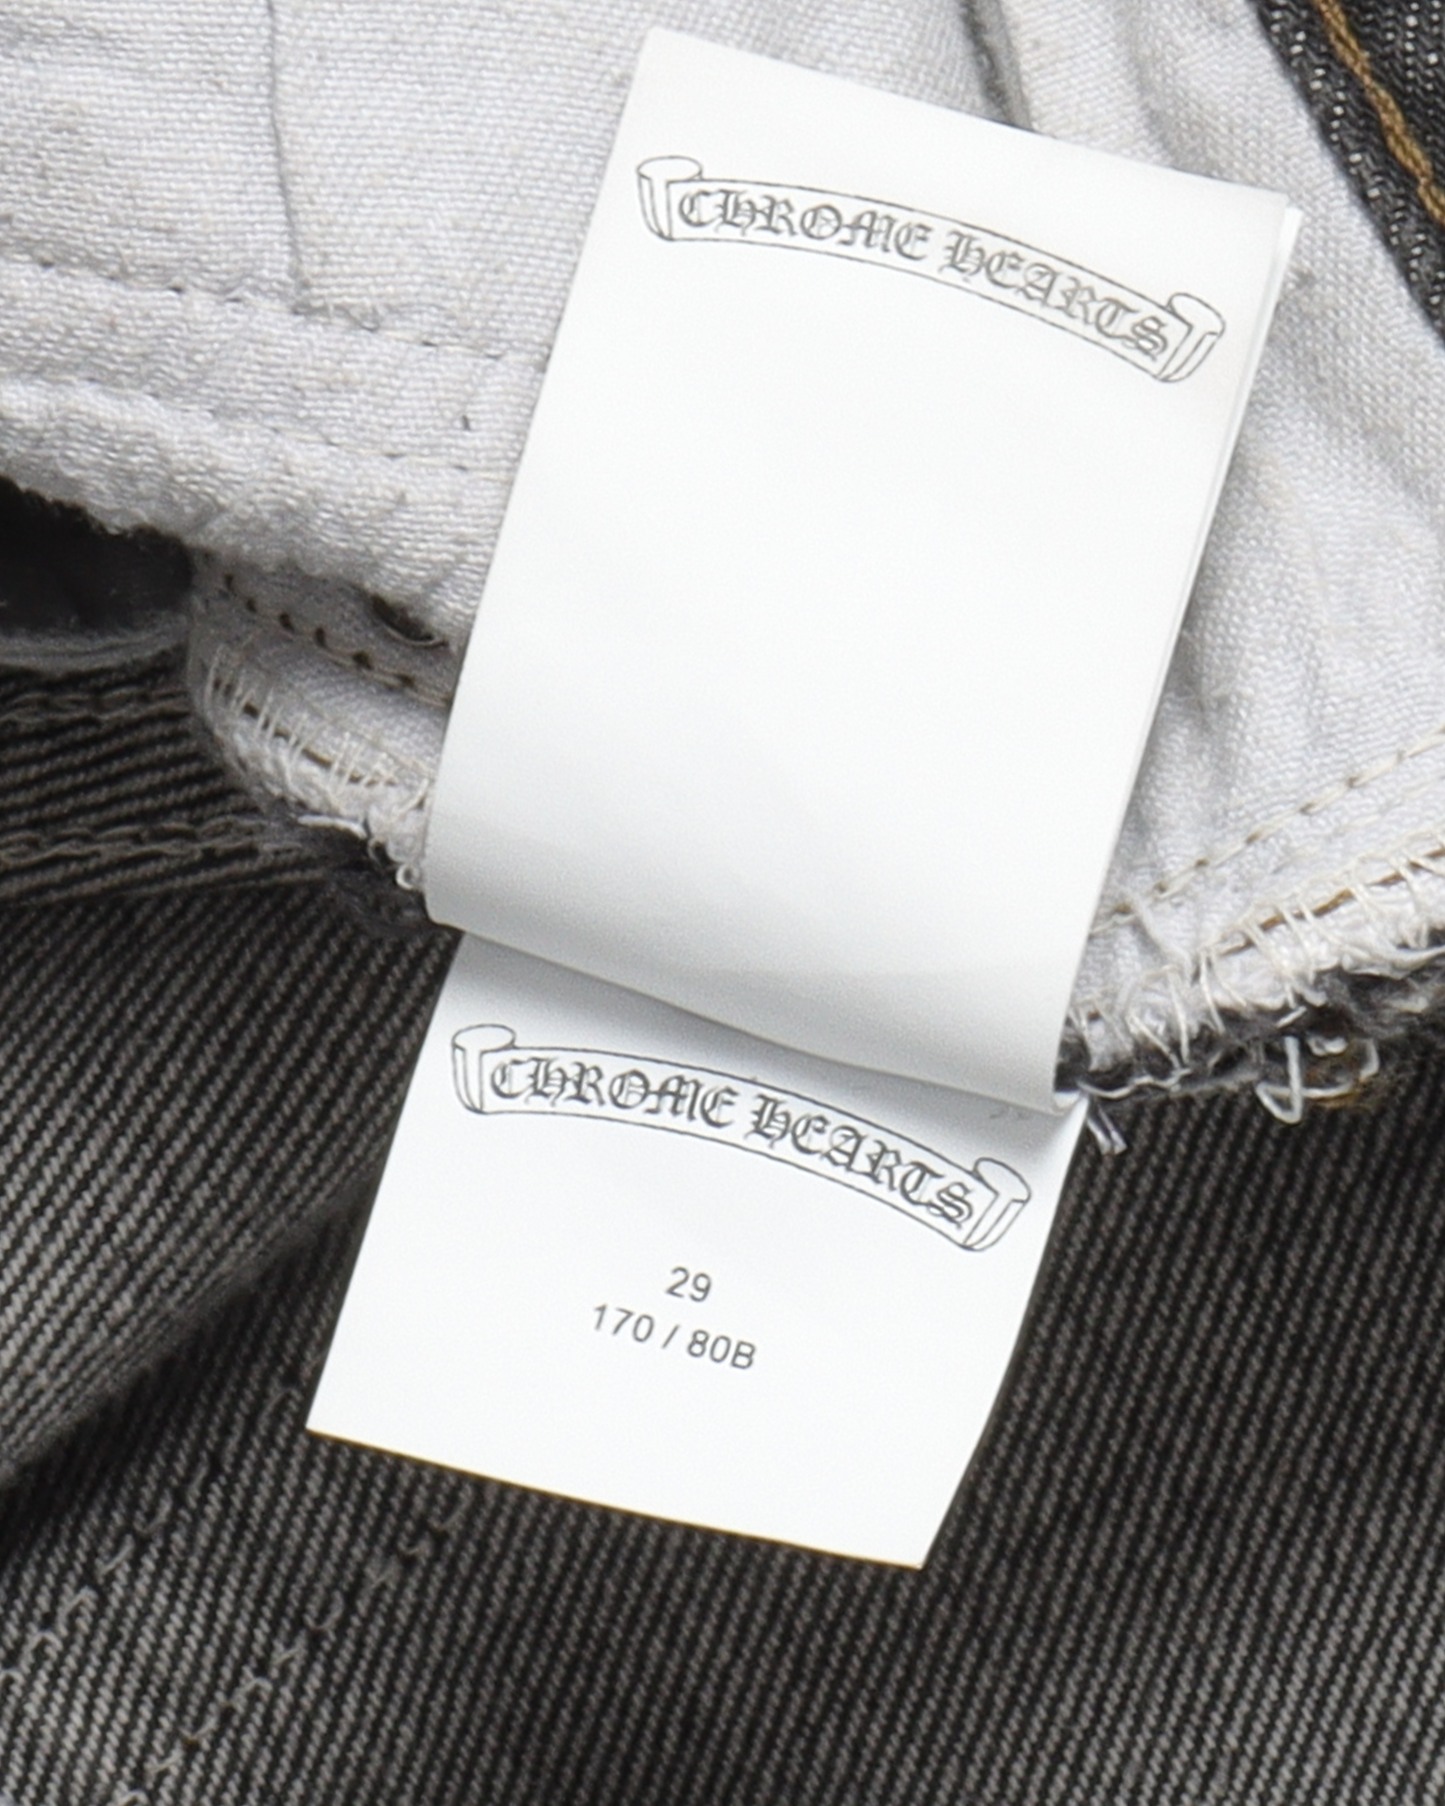 CHROME HEARTS
CHROME HEARTS
29
170 / 80B